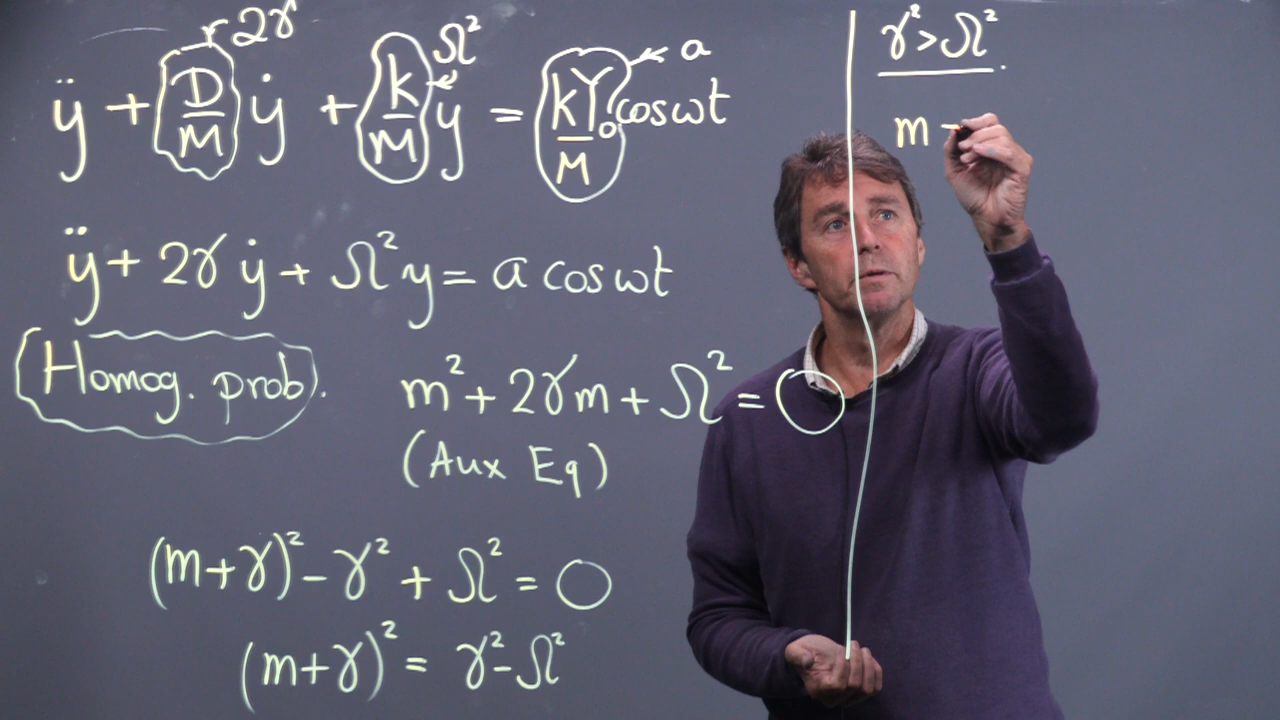 ÿ + D/M ẏ + k/M y = kY₀/M cos ωt
2γ
Ω²
a
ÿ + 2γ ẏ + Ω² y = a cos ωt
Homog. prob.
m² + 2γm + Ω² = 0
(Aux Eq)
(m+γ)² - γ² + Ω² = 0
(m+γ)² = γ² - Ω²
γ² > Ω².
m -